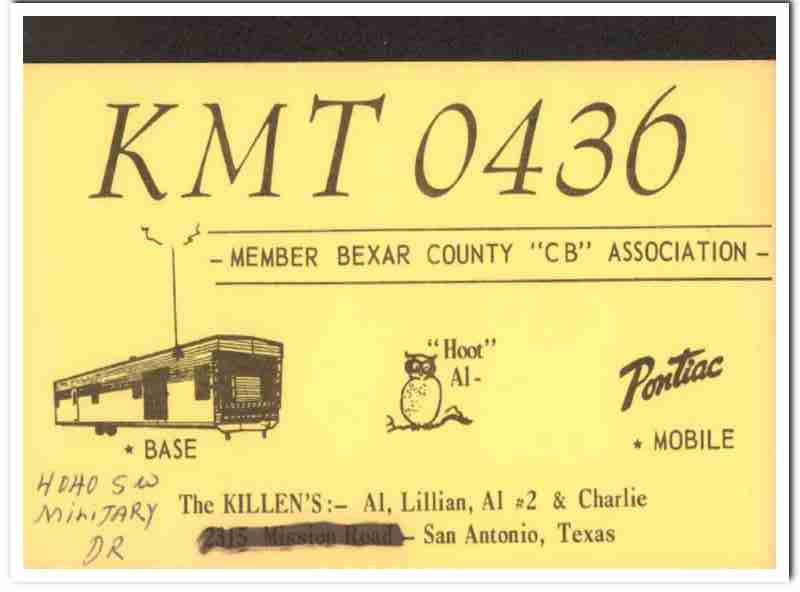 KMT 0436
- MEMBER BEXAR COUNTY "CB" ASSOCIATION -
"Hoot"
Al-
Pontiac
* BASE
* MOBILE
4040 SW
MILITARY
DR
The KILLEN'S:- Al, Lillian, Al #2 & Charlie
2315 Mission Road - San Antonio, Texas